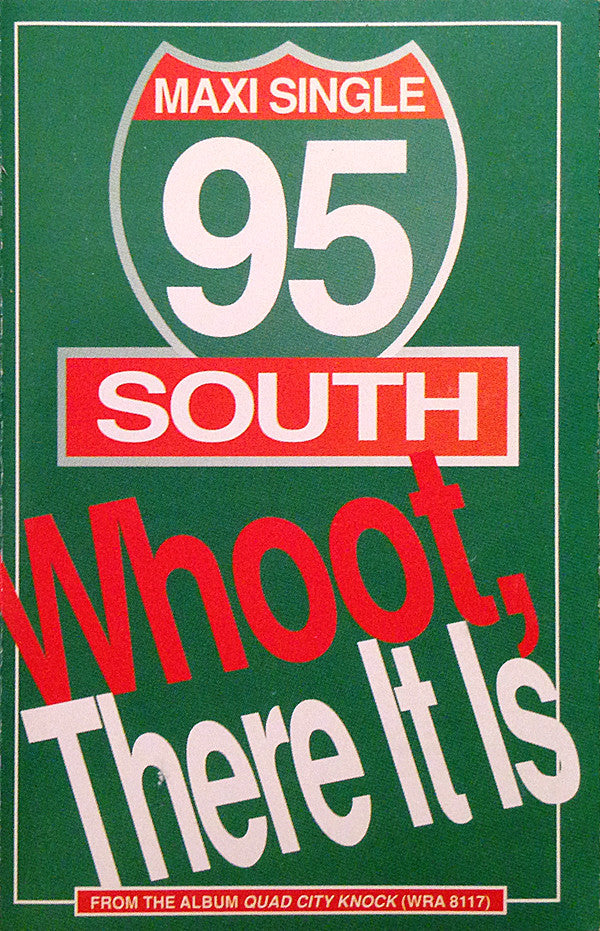 MAXI SINGLE
95
SOUTH
Whoot,
There It Is
FROM THE ALBUM QUAD CITY KNOCK (WRA 8117)